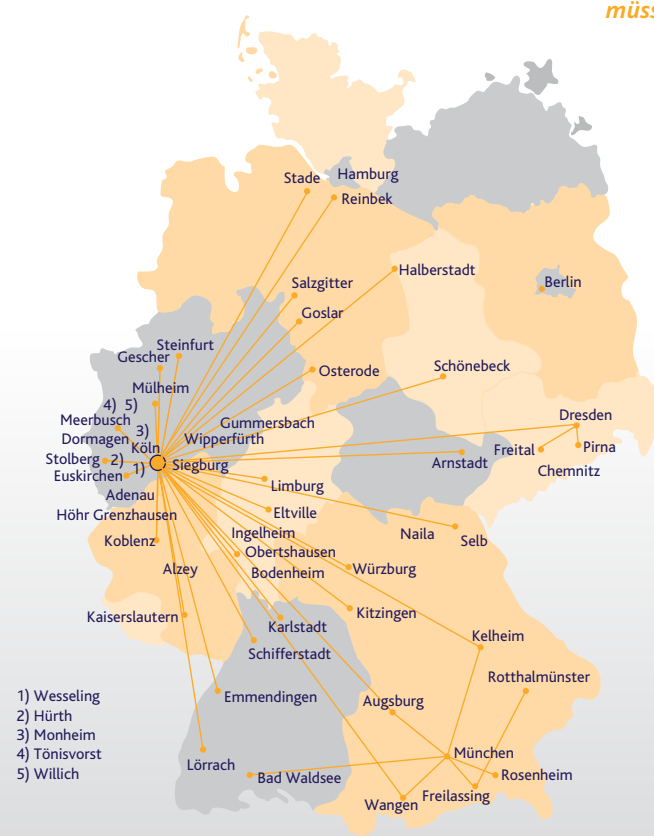 müss
Stade
Hamburg
Reinbek
Halberstadt
Berlin
Salzgitter
Goslar
Steinfurt
Gescher
Osterode
Schönebeck
Mülheim
4) 5)
Meerbusch
Gummersbach
Dresden
3)
Dormagen
Wipperfürth
Köln
Freital
Pirna
Stolberg
2)
Siegburg
Arnstadt
Chemnitz
1)
Euskirchen
Limburg
Adenau
Höhr Grenzhausen
Eltville
Ingelheim
Naila
Koblenz
Selb
Obertshausen
Alzey
Bodenheim
Würzburg
Kaiserslautern
Kitzingen
Karlstadt
Kelheim
Schifferstadt
Rotthalmünster
1) Wesseling
2) Hürth
3) Monheim
4) Tönisvorst
5) Willich
Emmendingen
Augsburg
München
Lörrach
Bad Waldsee
Rosenheim
Wangen
Freilassing